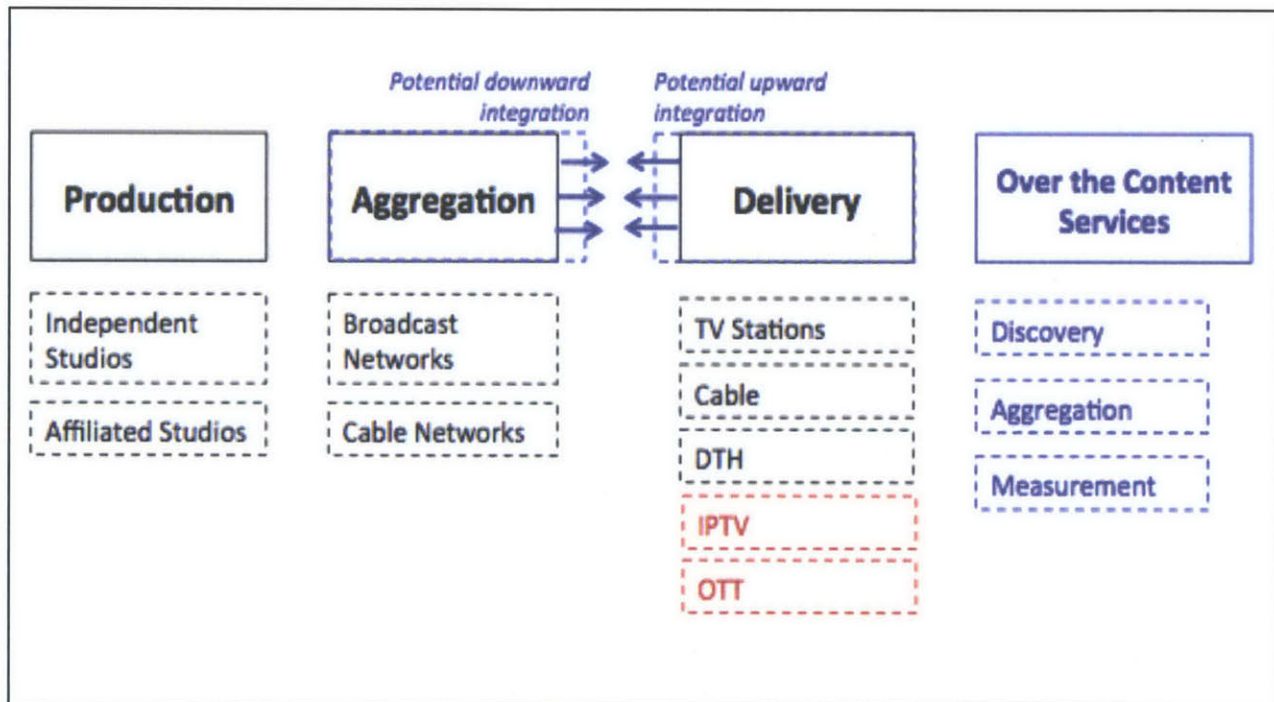 Potential downward
integration
Potential upward
integration
Production
Aggregation
Delivery
Over the Content
Services
Independent
Studios
Affiliated Studios
Broadcast
Networks
Cable Networks
TV Stations
Cable
DTH
IPTV
OTT
Discovery
Aggregation
Measurement